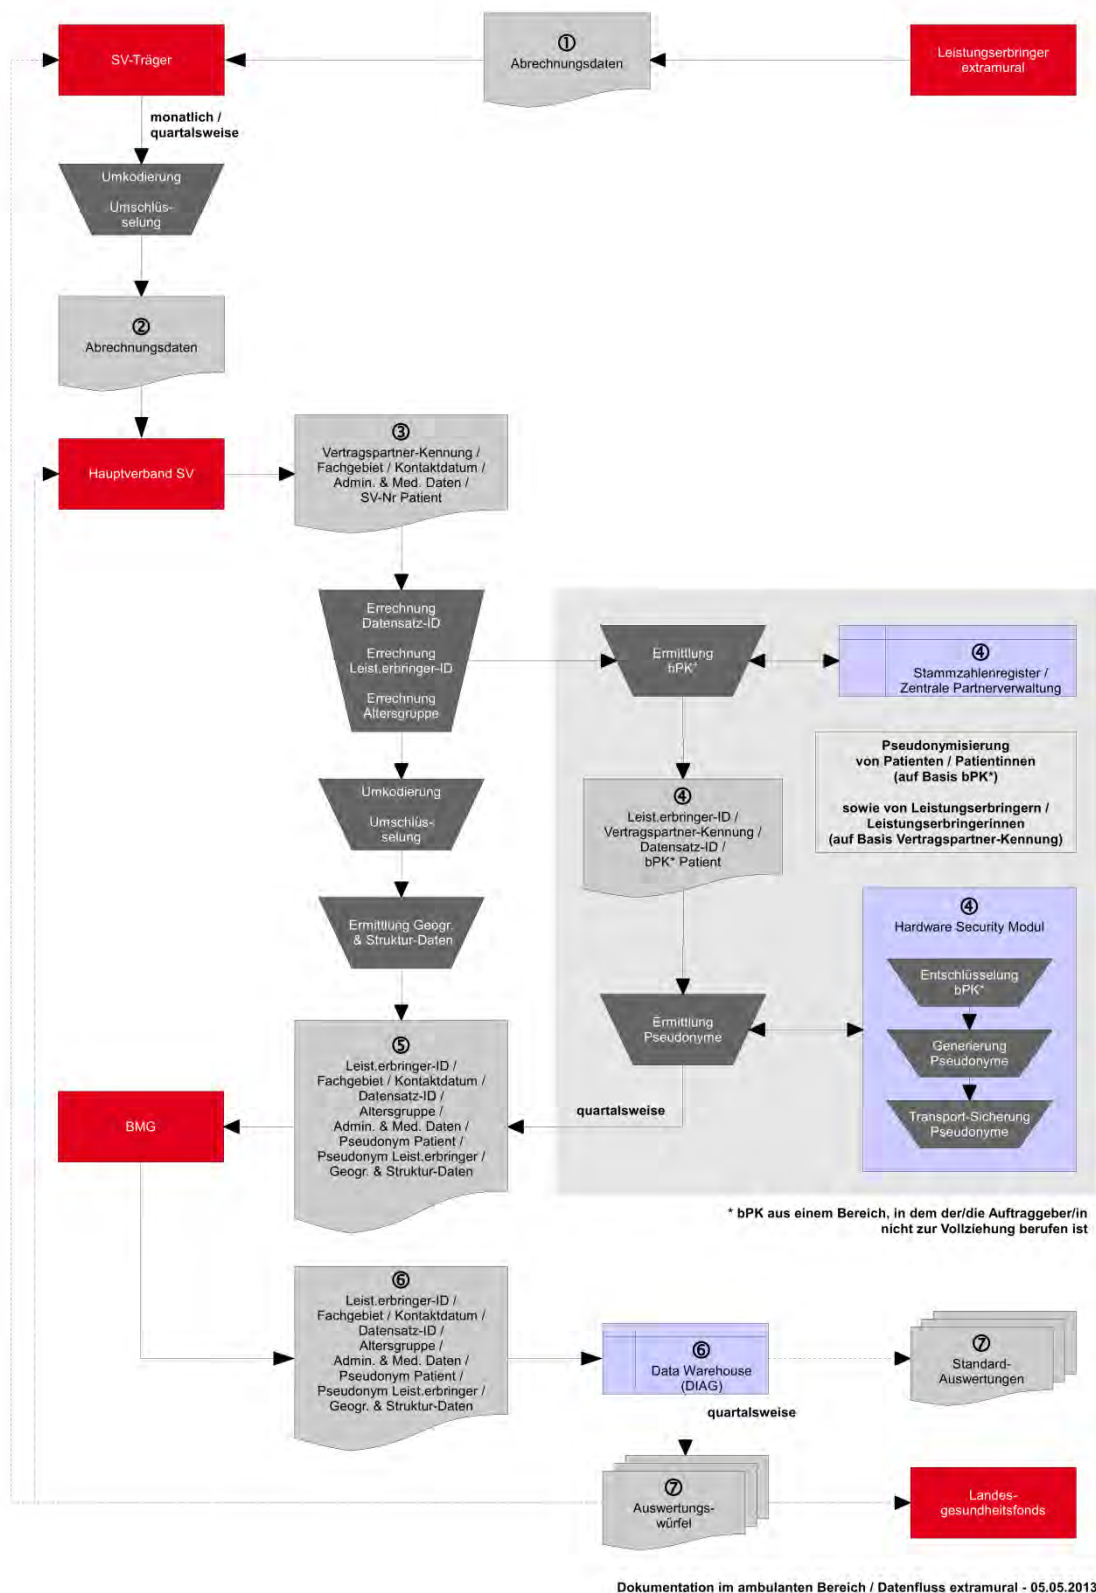 SV-Träger
①
Abrechnungsdaten
Leistungserbringer
extramural
monatlich /
quartalsweise
Umkodierung
Umschlüs-
selung
②
Abrechnungsdaten
Hauptverband SV
③
Vertragspartner-Kennung /
Fachgebiet / Kontaktdatum /
Admin. & Med. Daten /
SV-Nr Patient
Errechnung
Datensatz-ID
Errechnung
Leist.erbringer-ID
Errechnung
Altersgruppe
Ermittlung
bPK*
④
Stammzahlenregister /
Zentrale Partnerverwaltung
Pseudonymisierung
von Patienten / Patientinnen
(auf Basis bPK*)
sowie von Leistungserbringern /
Leistungserbringerinnen
(auf Basis Vertragspartner-Kennung)
Umkodierung
Umschlüs-
selung
④
Leist.erbringer-ID /
Vertragspartner-Kennung /
Datensatz-ID /
bPK* Patient
Ermittlung Geogr.
& Struktur-Daten
④
Hardware Security Modul
Entschlüsselung
bPK*
Generierung
Pseudonyme
Transport-Sicherung
Pseudonyme
Ermittlung
Pseudonyme
quartalsweise
⑤
Leist.erbringer-ID /
Fachgebiet / Kontaktdatum /
Datensatz-ID /
Altersgruppe /
Admin. & Med. Daten /
Pseudonym Patient /
Pseudonym Leist.erbringer /
Geogr. & Struktur-Daten
BMG
* bPK aus einem Bereich, in dem der/die Auftraggeber/in
nicht zur Vollziehung berufen ist
⑥
Leist.erbringer-ID /
Fachgebiet / Kontaktdatum /
Datensatz-ID /
Altersgruppe /
Admin. & Med. Daten /
Pseudonym Patient /
Pseudonym Leist.erbringer /
Geogr. & Struktur-Daten
⑥
Data Warehouse
(DIAG)
⑦
Standard-
Auswertungen
quartalsweise
⑦
Auswertungs-
würfel
Landes-
gesundheitsfonds
Dokumentation im ambulanten Bereich / Datenfluss extramural - 05.05.2013